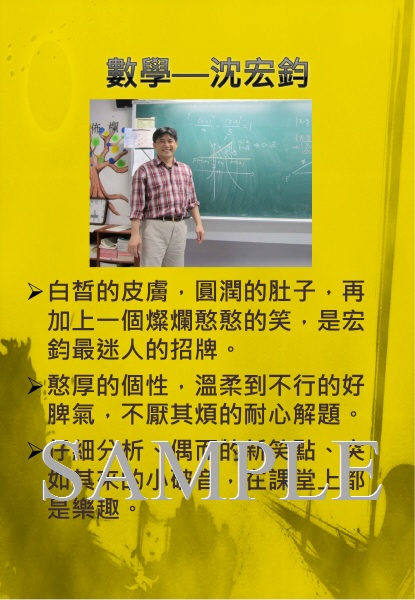 數學—沈宏鈞
佈欄
➢白皙的皮膚，圓潤的肚子，再
加上一個燦爛憨憨的笑，是宏
鈞最迷人的招牌。
➢憨厚的個性，溫柔到不行的好
脾氣，不厭其煩的耐心解題。
➢仔細分析、偶而的新笑點、突
如其來的小破音，在課堂上都
是樂趣。
SAMPLE